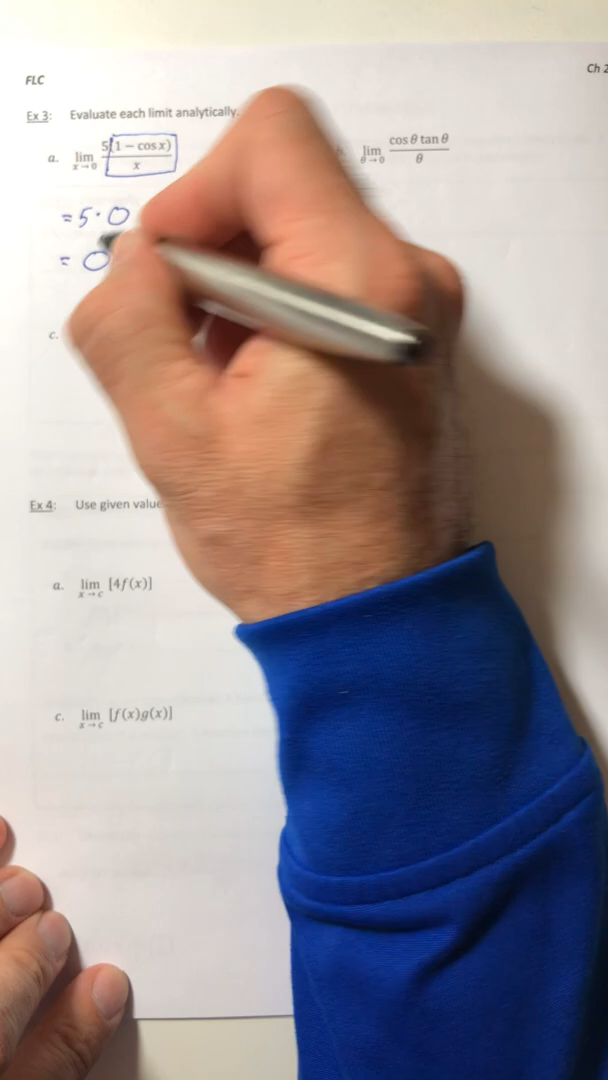 FLC
Ch 2
Ex 3: Evaluate each limit analytically.
a. lim x→0 5(1 − cos x) / x
lim θ→0 cos θ tan θ / θ
= 5 · 0
= 0
c.
Ex 4: Use given
a. lim x→c [4f(x)]
c. lim x→c [f(x)g(x)]